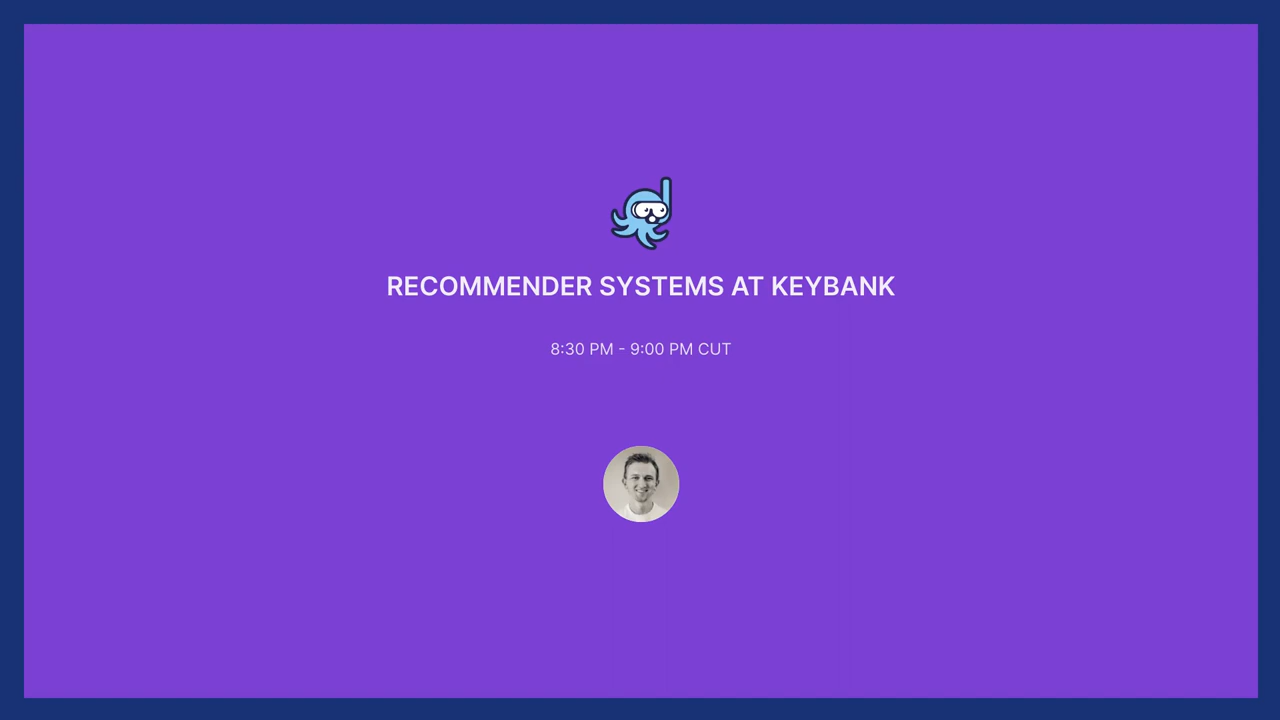 RECOMMENDER SYSTEMS AT KEYBANK
8:30 PM - 9:00 PM CUT